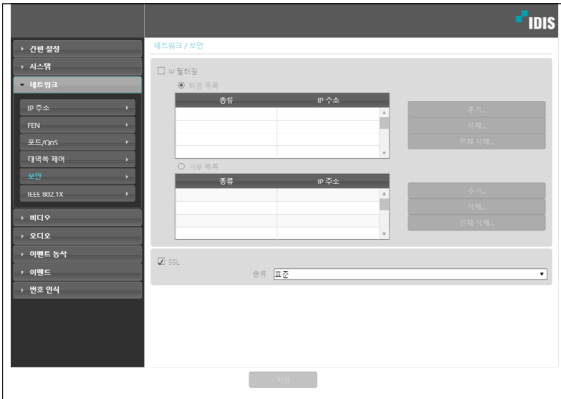 IDIS
간편 설정
시스템
네트워크
IP 주소
FEN
포트/QoS
대역폭 제어
보안
IEEE 802.1X
비디오
오디오
이벤트 동작
이벤트
번호 인식
네트워크 / 보안
IP 필터링
허용 목록
종류 IP 주소
추가...
삭제...
전체 삭제...
거부 목록
종류 IP 주소
추가...
삭제...
전체 삭제...
SSL
종류 표준
저장